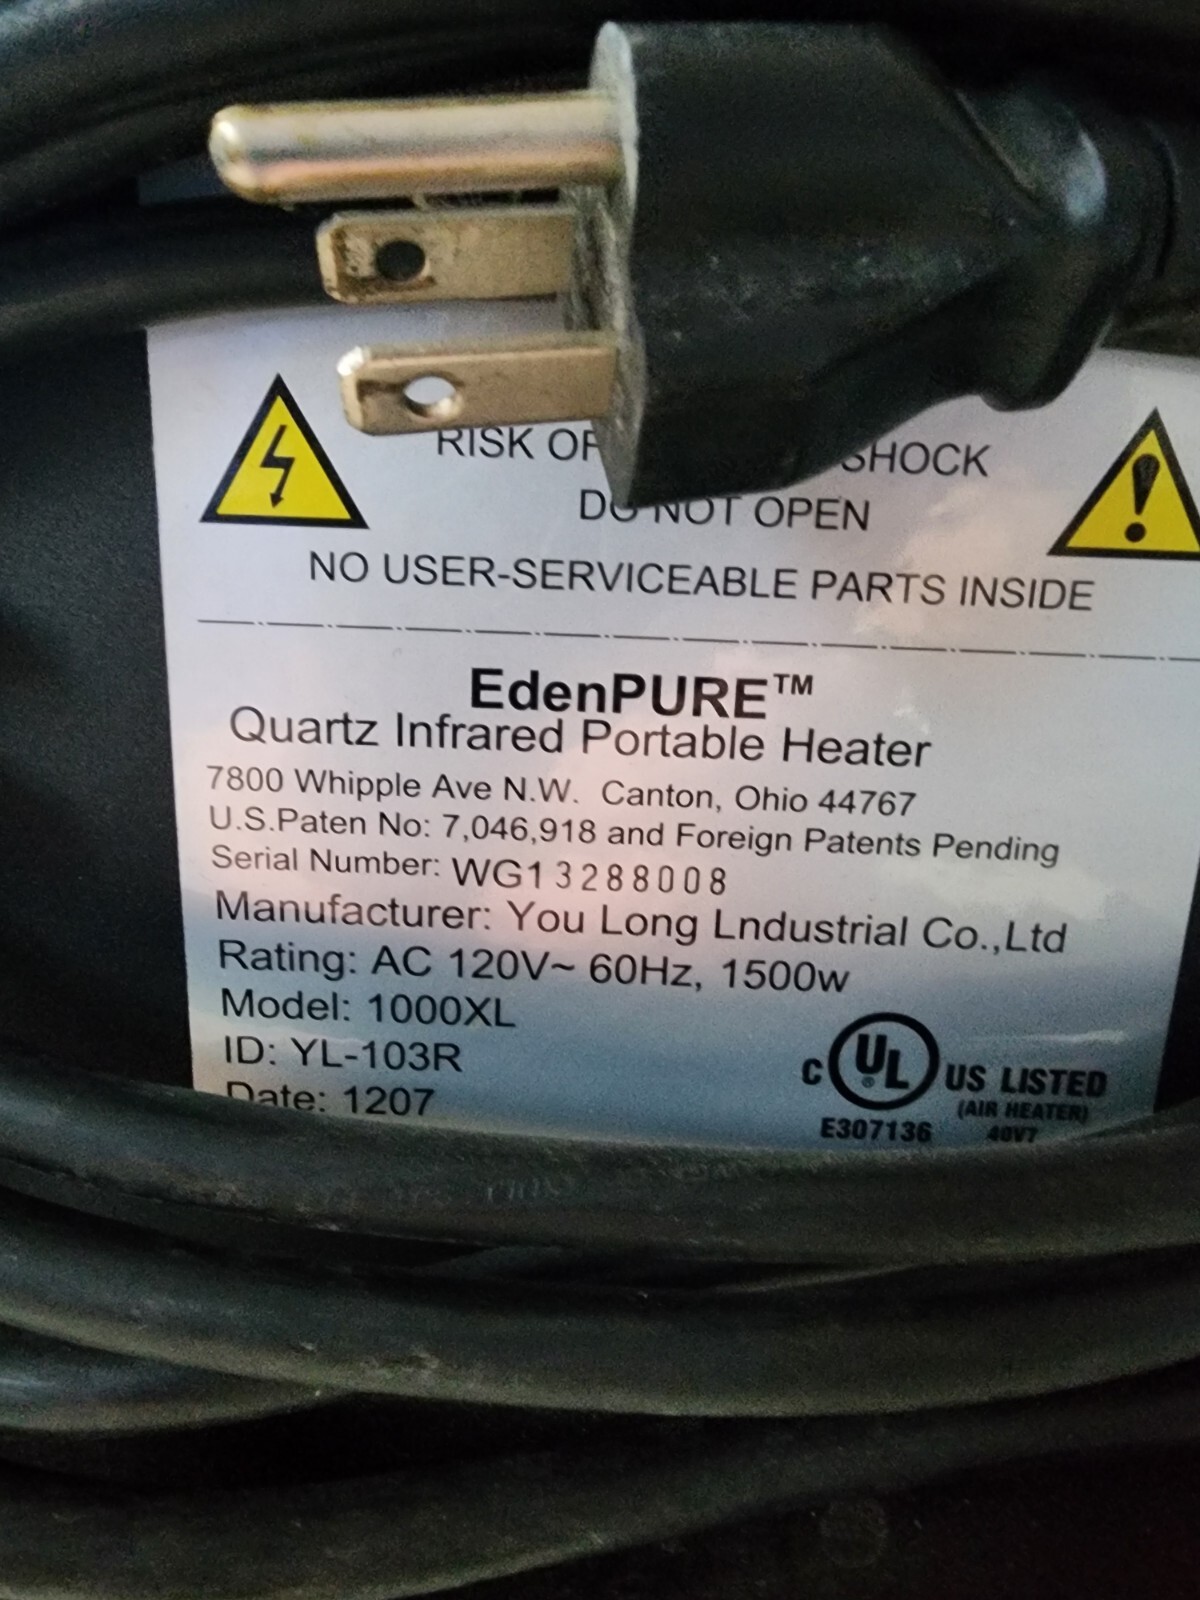 RISK OF SHOCK
DO NOT OPEN
NO USER-SERVICEABLE PARTS INSIDE
EdenPURE™
Quartz Infrared Portable Heater
7800 Whipple Ave N.W. Canton, Ohio 44767
U.S.Paten No: 7,046,918 and Foreign Patents Pending
Serial Number: WG13288008
Manufacturer: You Long Lndustrial Co.,Ltd
Rating: AC 120V~ 60Hz, 1500w
Model: 1000XL
ID: YL-103R
Date: 1207
C UL® US LISTED
(AIR HEATER)
E307136 40V7